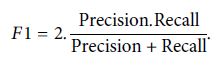 F1 = 2. Precision.Recall / Precision + Recall.